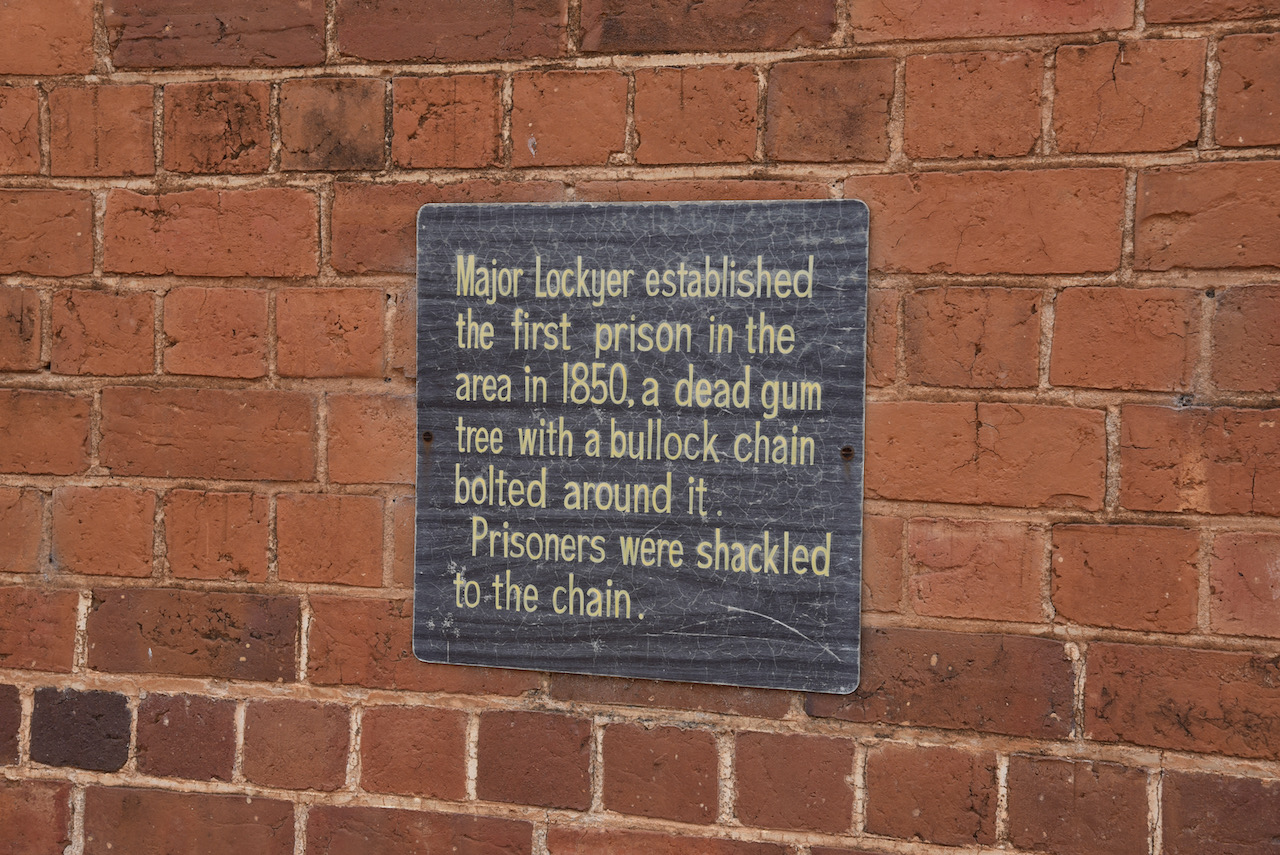 Major Lockyer established
the first prison in the
area in 1850, a dead gum
tree with a bullock chain
bolted around it.
Prisoners were shackled
to the chain.